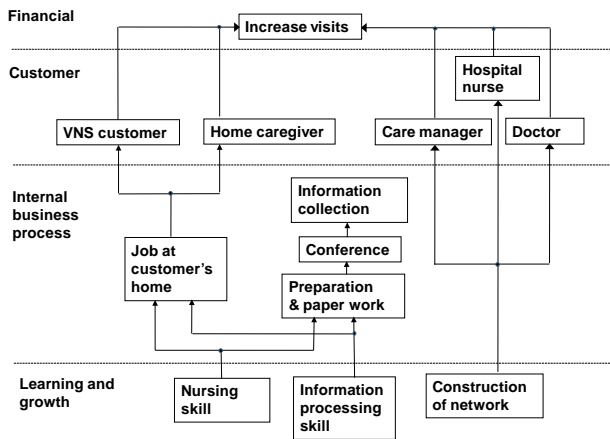 Financial
Increase visits
Customer
Hospital
nurse
VNS customer
Home caregiver
Care manager
Doctor
Internal
business
process
Information
collection
Conference
Job at
customer's
home
Preparation
& paper work
Learning and
growth
Nursing
skill
Information
processing
skill
Construction
of network